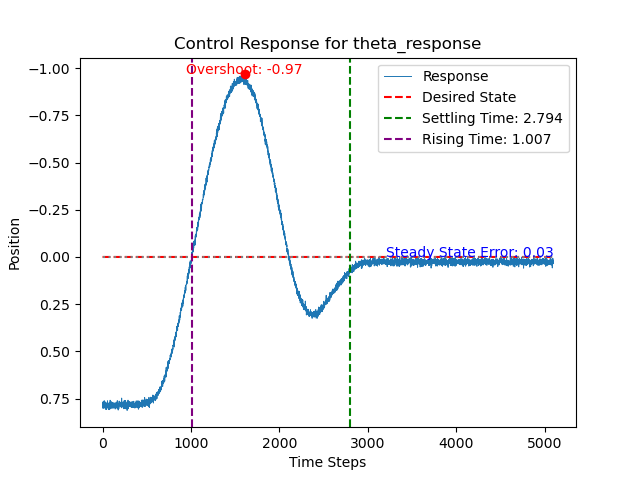 Control Response for theta_response
−1.00
−0.75
−0.50
−0.25
0.00
0.25
0.50
0.75
Position
Overshoot: -0.97
Response
Desired State
Settling Time: 2.794
Rising Time: 1.007
Steady State Error: 0.03
0
1000
2000
3000
4000
5000
Time Steps